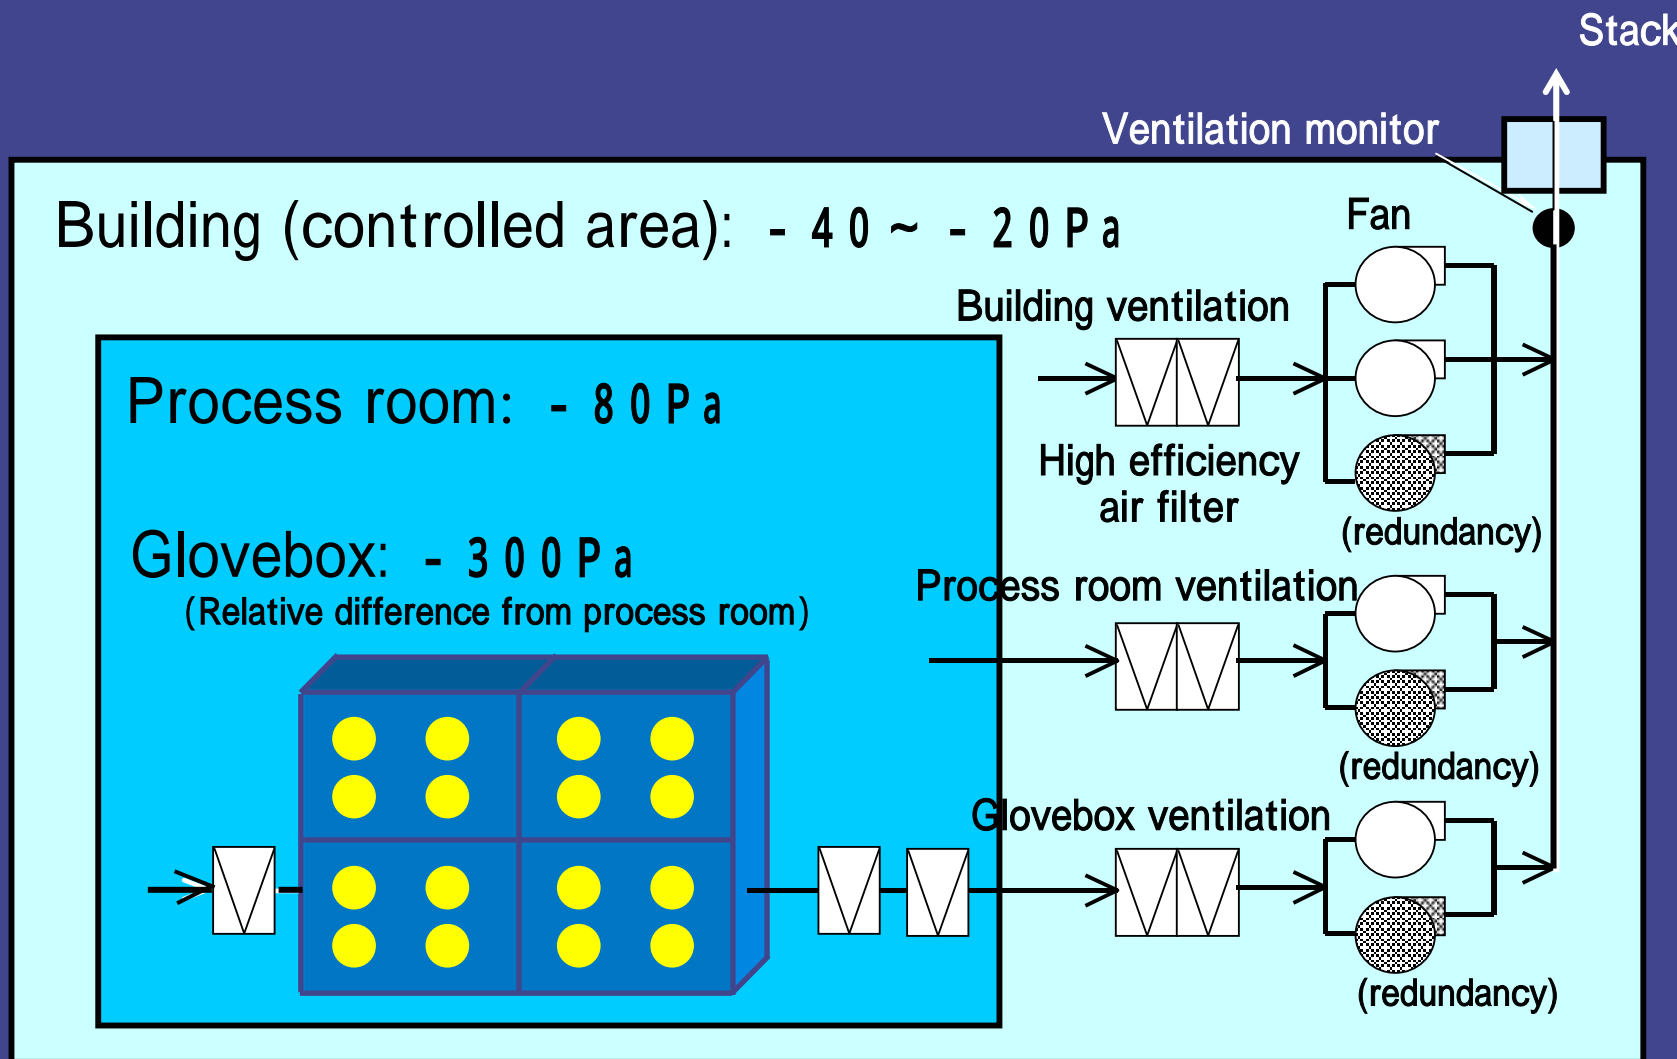 Stack
Ventilation monitor
Building (controlled area): - 40 ~ - 20Pa
Fan
Building ventilation
Process room: - 80Pa
High efficiency
air filter
(redundancy)
Glovebox: - 300Pa
(Relative difference from process room)
Process room ventilation
(redundancy)
Glovebox ventilation
(redundancy)